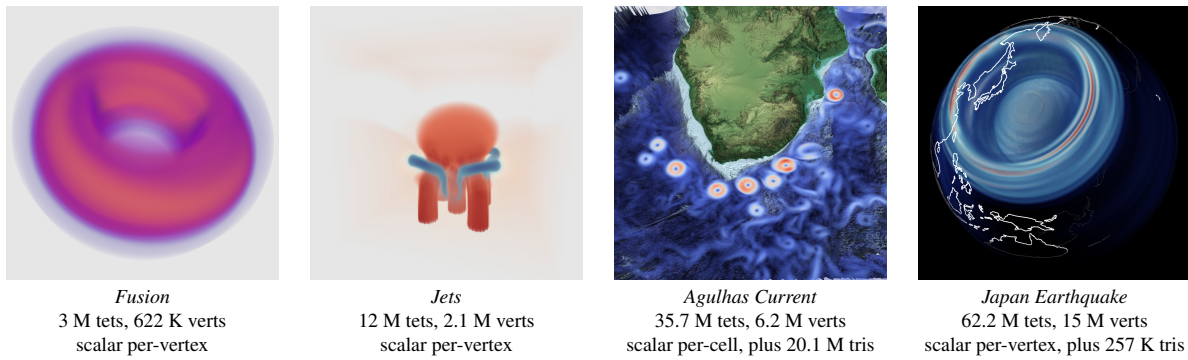 Fusion
3 M tets, 622 K verts
scalar per-vertex
Jets
12 M tets, 2.1 M verts
scalar per-vertex
Agulhas Current
35.7 M tets, 6.2 M verts
scalar per-cell, plus 20.1 M tris
Japan Earthquake
62.2 M tets, 15 M verts
scalar per-vertex, plus 257 K tris